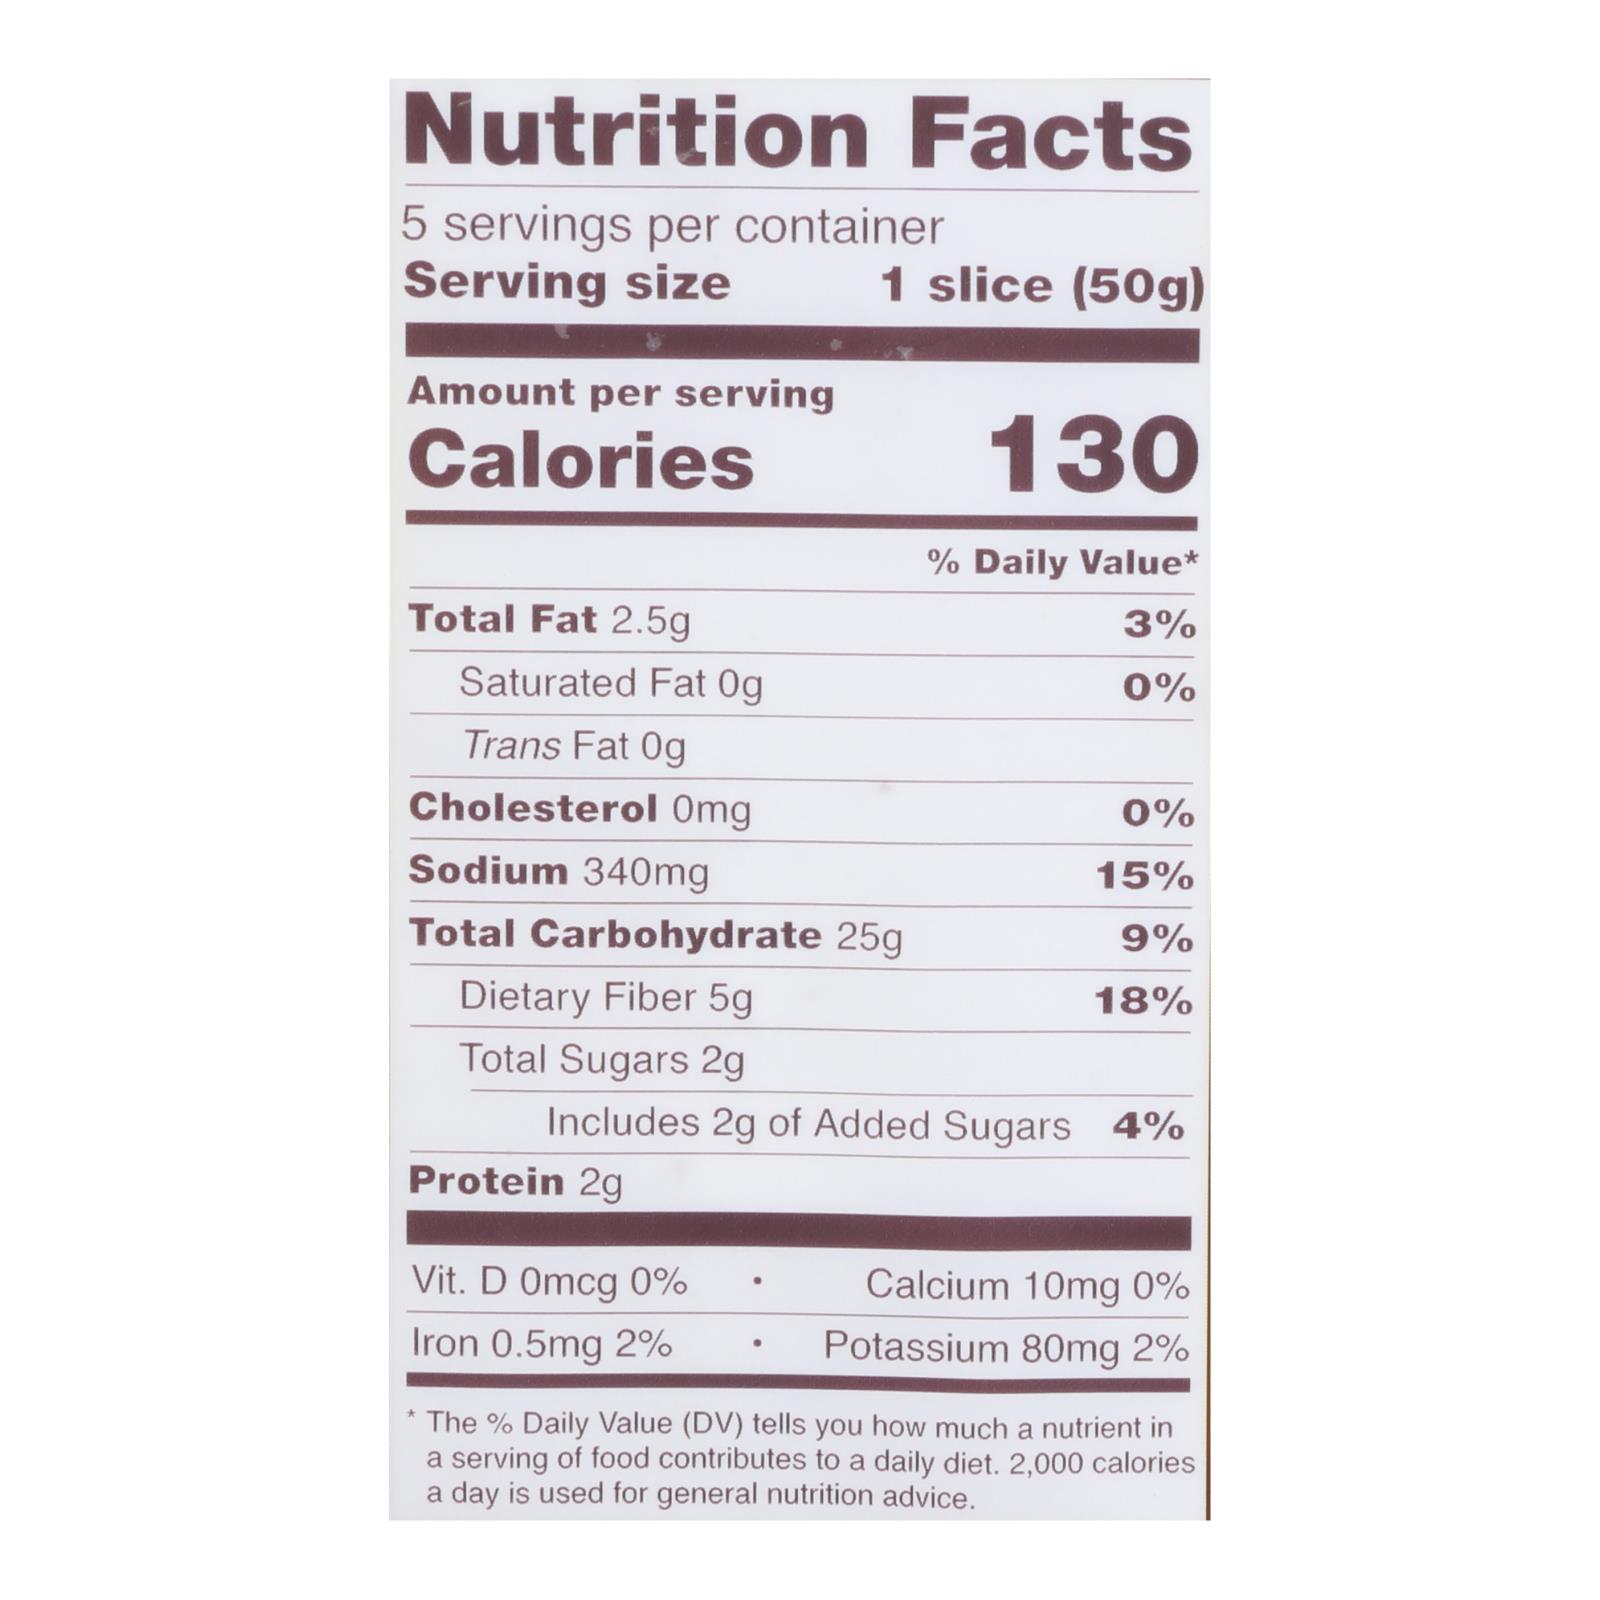 Nutrition Facts
5 servings per container
Serving size 1 slice (50g)
Amount per serving
Calories 130
% Daily Value*
Total Fat 2.5g 3%
Saturated Fat 0g 0%
Trans Fat 0g
Cholesterol 0mg 0%
Sodium 340mg 15%
Total Carbohydrate 25g 9%
Dietary Fiber 5g 18%
Total Sugars 2g
Includes 2g of Added Sugars 4%
Protein 2g
Vit. D 0mcg 0% • Calcium 10mg 0%
Iron 0.5mg 2% • Potassium 80mg 2%
* The % Daily Value (DV) tells you how much a nutrient in
a serving of food contributes to a daily diet. 2,000 calories
a day is used for general nutrition advice.